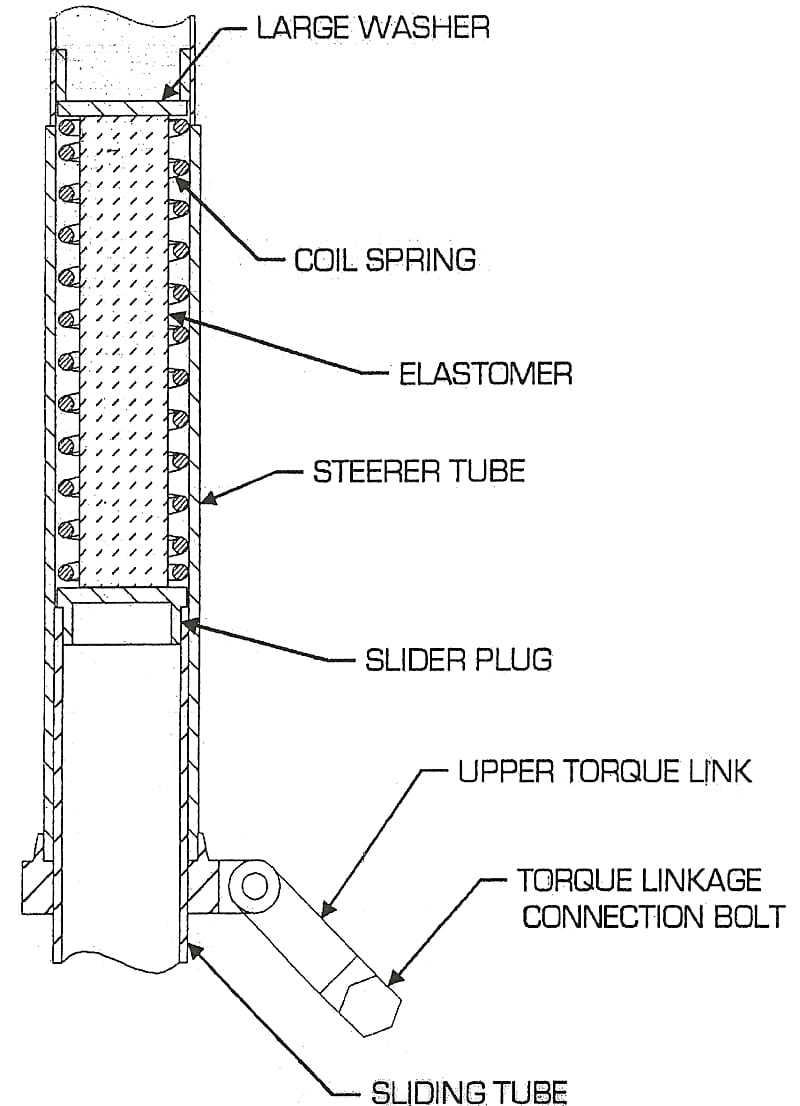 LARGE WASHER
COIL SPRING
ELASTOMER
STEERER TUBE
SLIDER PLUG
UPPER TORQUE LINK
TORQUE LINKAGE
CONNECTION BOLT
SLIDING TUBE